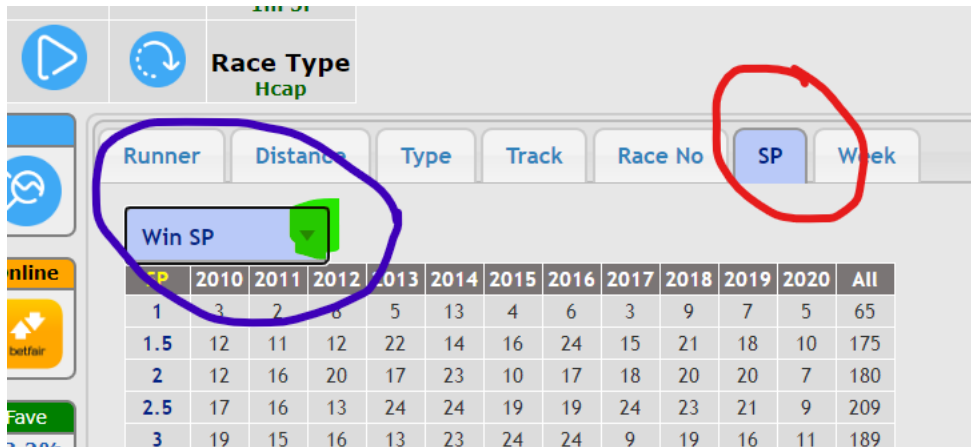 Race Type
Hcap
Runner Distance Type Track Race No SP Week
Win SP
SP 2010 2011 2012 2013 2014 2015 2016 2017 2018 2019 2020 All
1 3 2 8 5 13 4 6 3 9 7 5 65
1.5 12 11 12 22 14 16 24 15 21 18 10 175
2 12 16 20 17 23 10 17 18 20 20 7 180
2.5 17 16 13 24 24 19 19 24 23 21 9 209
3 19 15 16 13 23 24 24 9 19 16 11 189
betfair
Fave